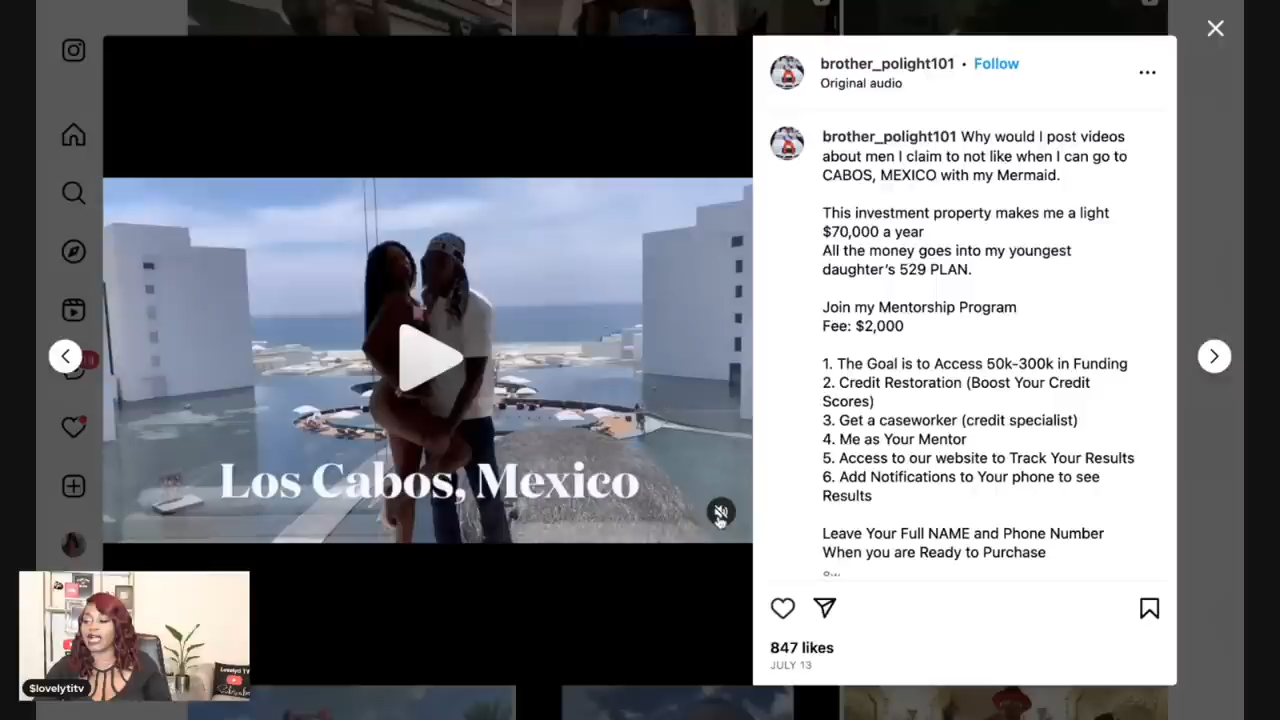 brother_polight101 • Follow
Original audio
brother_polight101 Why would I post videos
about men I claim to not like when I can go to
CABOS, MEXICO with my Mermaid.
This investment property makes me a light
$70,000 a year
All the money goes into my youngest
daughter's 529 PLAN.
Join my Mentorship Program
Fee: $2,000
1. The Goal is to Access 50k-300k in Funding
2. Credit Restoration (Boost Your Credit
Scores)
3. Get a caseworker (credit specialist)
4. Me as Your Mentor
5. Access to our website to Track Your Results
6. Add Notifications to Your phone to see
Results
Leave Your Full NAME and Phone Number
When you are Ready to Purchase
847 likes
JULY 13
Los Cabos, Mexico
$lovelytitv